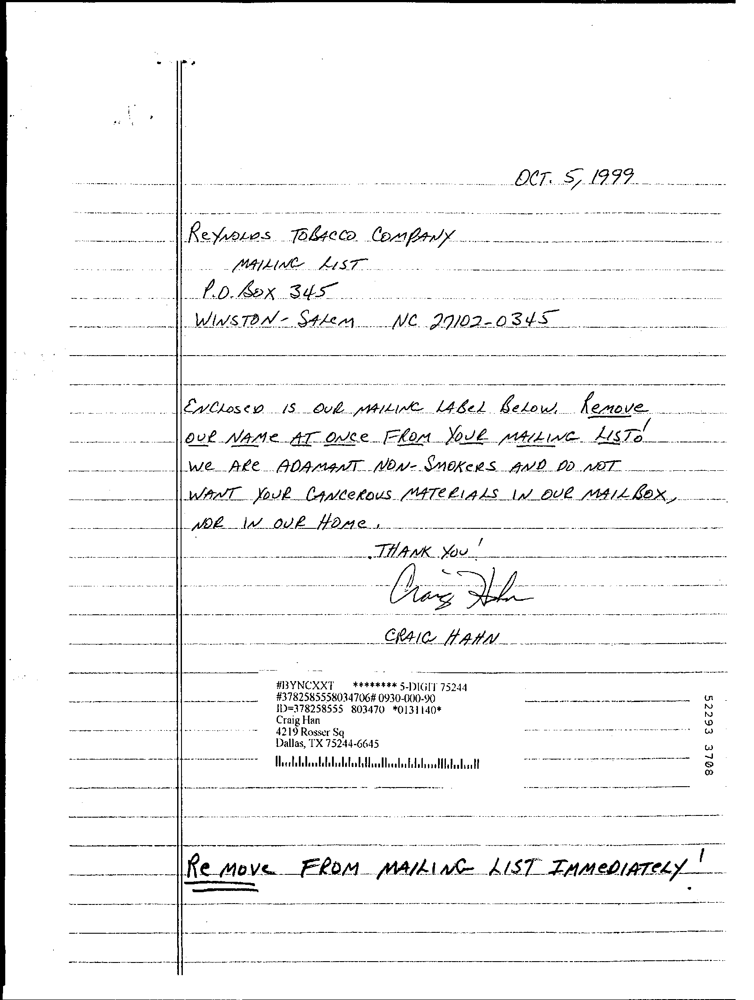 OCT. 5, 1999
REYNOLDS TOBACCO COMPANY
MAILING LIST
P.O. BOX 345
WINSTON-SALEM NC 27102-0345
ENCLOSED IS OUR MAILING LABEL BELOW. REMOVE
OUR NAME AT ONCE FROM YOUR MAILING LIST!
WE ARE ADAMANT NON-SMOKERS AND DO NOT
WANT YOUR CANCEROUS MATERIALS IN OUR MAILBOX,
NOR IN OUR HOME.
THANK YOU!
Craig Hahn
CRAIG HAHN
#BYNCXXT ******** 5-DIGIT 75244
#3782585558034706# 0930-000-90
ID=378258555 803470 *0131140*
Craig Han
4219 Rosser Sq
Dallas, TX 75244-6645
52293 3708
REMOVE FROM MAILING LIST IMMEDIATELY!